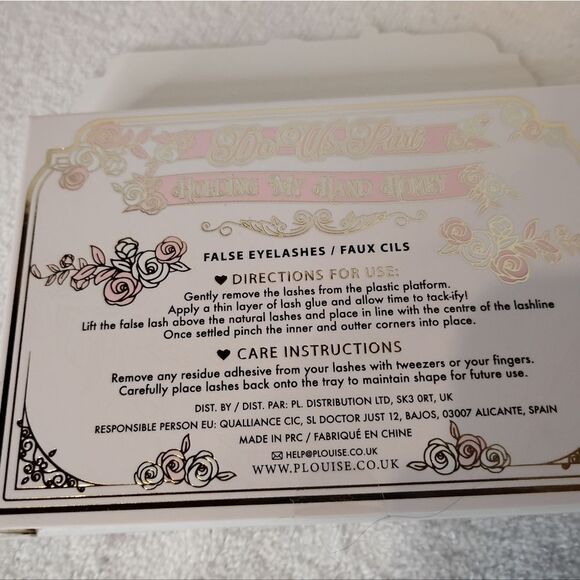 Do Us Part
Holding My Hand Honey
FALSE EYELASHES / FAUX CILS
DIRECTIONS FOR USE:
Gently remove the lashes from the plastic platform.
Apply a thin layer of lash glue and allow time to tack-ify!
Lift the false lash above the natural lashes and place in line with the centre of the lashline
Once settled pinch the inner and outter corners into place.
CARE INSTRUCTIONS
Remove any residue adhesive from your lashes with tweezers or your fingers.
Carefully place lashes back onto the tray to maintain shape for future use.
DIST. BY / DIST. PAR: PL. DISTRIBUTION LTD, SK3 0RT, UK
RESPONSIBLE PERSON EU: QUALLIANCE CIC, SL DOCTOR JUST 12, BAJOS, 03007 ALICANTE, SPAIN
MADE IN PRC / FABRIQUÉ EN CHINE
HELP@PLOUISE.CO.UK
WWW.PLOUISE.CO.UK